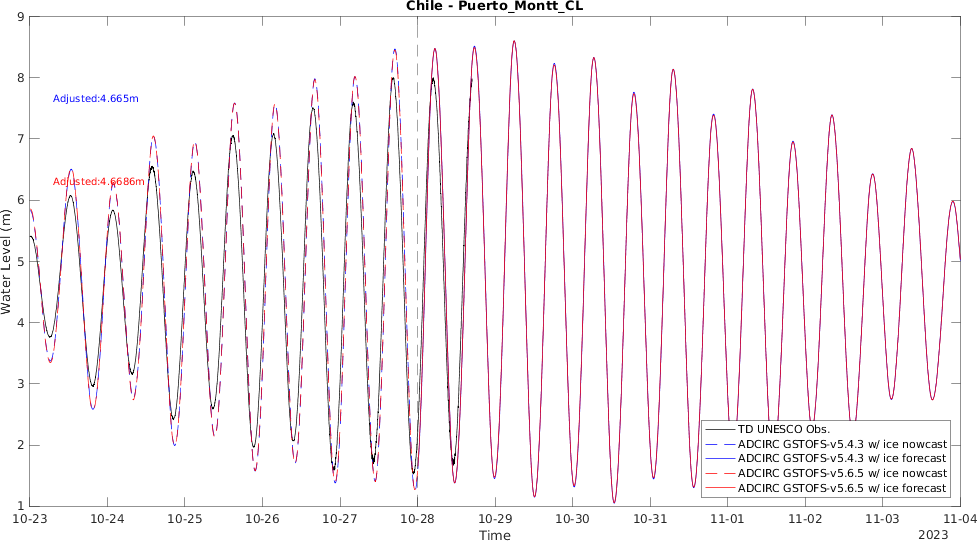 Chile - Puerto_Montt_CL
9
8
7
6
5
4
3
2
1
Water Level (m)
Adjusted:4.665m
Adjusted:4.6686m
TD UNESCO Obs.
ADCIRC GSTOFS-v5.4.3 w/ ice nowcast
ADCIRC GSTOFS-v5.4.3 w/ ice forecast
ADCIRC GSTOFS-v5.6.5 w/ ice nowcast
ADCIRC GSTOFS-v5.6.5 w/ ice forecast
10-23 10-24 10-25 10-26 10-27 10-28 10-29 10-30 10-31 11-01 11-02 11-03 11-04
Time
2023